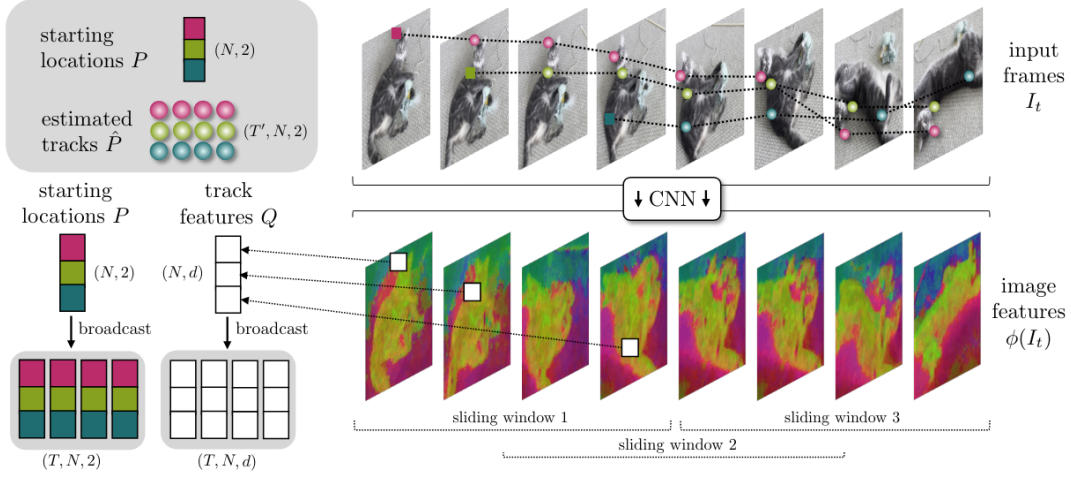 starting
locations P
(N, 2)
estimated
tracks P̂
(T′, N, 2)
input
frames
I_t
CNN
starting
locations P
(N, 2)
broadcast
(T, N, 2)
track
features Q
(N, d)
broadcast
(T, N, d)
image
features
ϕ(I_t)
sliding window 1
sliding window 3
sliding window 2